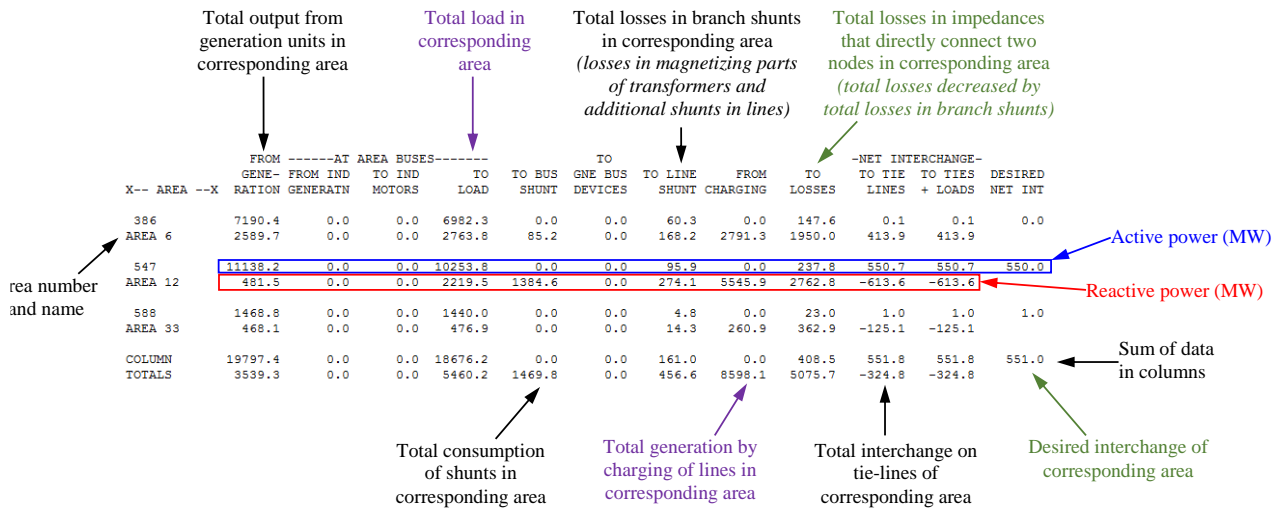 Total output from
generation units in
corresponding area
Total load in
corresponding
area
Total losses in branch shunts
in corresponding area
(losses in magnetizing parts
of transformers and
additional shunts in lines)
Total losses in impedances
that directly connect two
nodes in corresponding area
(total losses decreased by
total losses in branch shunts)
FROM ------AT AREA BUSES------- TO -NET INTERCHANGE-
GENE- FROM IND TO IND TO TO BUS GNE BUS TO LINE FROM TO TO TIE TO TIES DESIRED
X-- AREA --X RATION GENERATN MOTORS LOAD SHUNT DEVICES SHUNT CHARGING LOSSES LINES + LOADS NET INT
386 7190.4 0.0 0.0 6982.3 0.0 0.0 60.3 0.0 147.6 0.1 0.1 0.0
AREA 6 2589.7 0.0 0.0 2763.8 85.2 0.0 168.2 2791.3 1950.0 413.9 413.9
547 11138.2 0.0 0.0 10253.8 0.0 0.0 95.9 0.0 237.8 550.7 550.7 550.0
AREA 12 481.5 0.0 0.0 2219.5 1384.6 0.0 274.1 5545.9 2762.8 -613.6 -613.6
588 1468.8 0.0 0.0 1440.0 0.0 0.0 4.8 0.0 23.0 1.0 1.0 1.0
AREA 33 468.1 0.0 0.0 476.9 0.0 0.0 14.3 260.9 362.9 -125.1 -125.1
COLUMN 19797.4 0.0 0.0 18676.2 0.0 0.0 161.0 0.0 408.5 551.8 551.8 551.0
TOTALS 3539.3 0.0 0.0 5460.2 1469.8 0.0 456.6 8598.1 5075.7 -324.8 -324.8
rea number
and name
Active power (MW)
Reactive power (MW)
Sum of data
in columns
Total consumption
of shunts in
corresponding area
Total generation by
charging of lines in
corresponding area
Total interchange on
tie-lines of
corresponding area
Desired interchange of
corresponding area